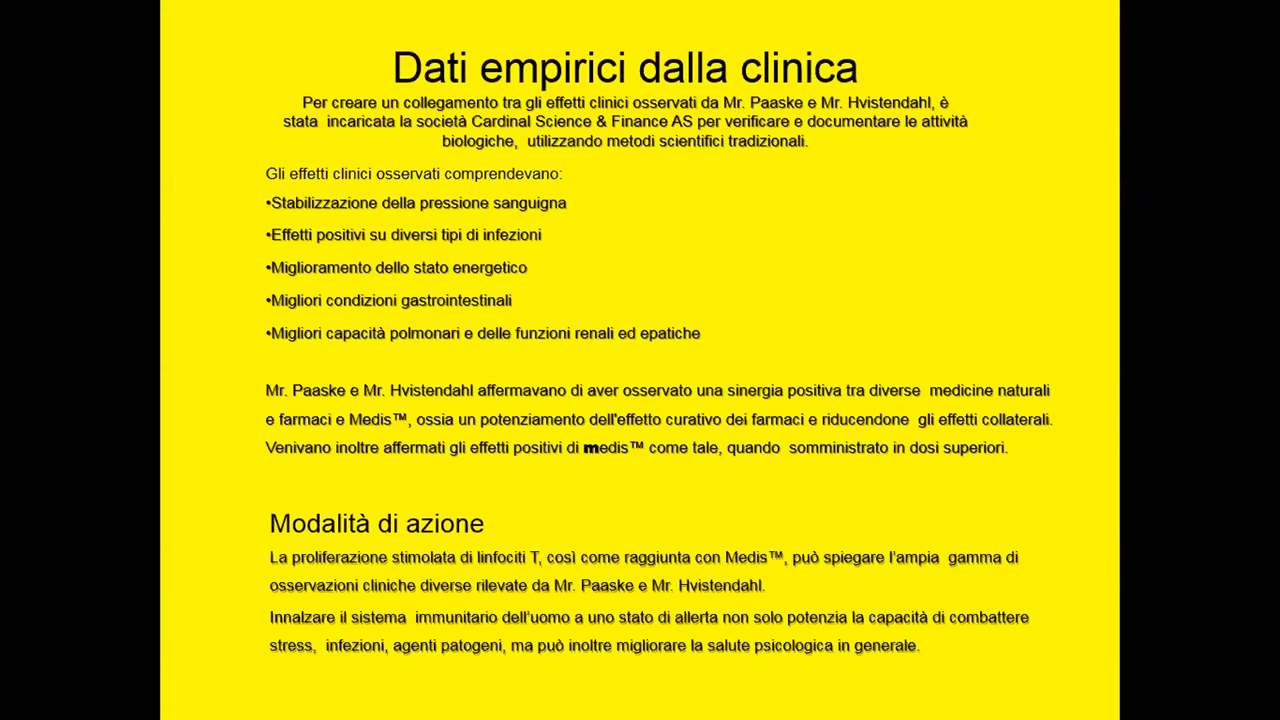 Dati empirici dalla clinica
Per creare un collegamento tra gli effetti clinici osservati da Mr. Paaske e Mr. Hvistendahl, è
stata incaricata la società Cardinal Science & Finance AS per verificare e documentare le attività
biologiche, utilizzando metodi scientifici tradizionali.
Gli effetti clinici osservati comprendevano:
•Stabilizzazione della pressione sanguigna
•Effetti positivi su diversi tipi di infezioni
•Miglioramento dello stato energetico
•Migliori condizioni gastrointestinali
•Migliori capacità polmonari e delle funzioni renali ed epatiche
Mr. Paaske e Mr. Hvistendahl affermavano di aver osservato una sinergia positiva tra diverse medicine naturali
e farmaci e Medis™, ossia un potenziamento dell'effetto curativo dei farmaci e riducendone gli effetti collaterali.
Venivano inoltre affermati gli effetti positivi di medis™ come tale, quando somministrato in dosi superiori.
Modalità di azione
La proliferazione stimolata di linfociti T, così come raggiunta con Medis™, può spiegare l’ampia gamma di
osservazioni cliniche diverse rilevate da Mr. Paaske e Mr. Hvistendahl.
Innalzare il sistema immunitario dell’uomo a uno stato di allerta non solo potenzia la capacità di combattere
stress, infezioni, agenti patogeni, ma può inoltre migliorare la salute psicologica in generale.